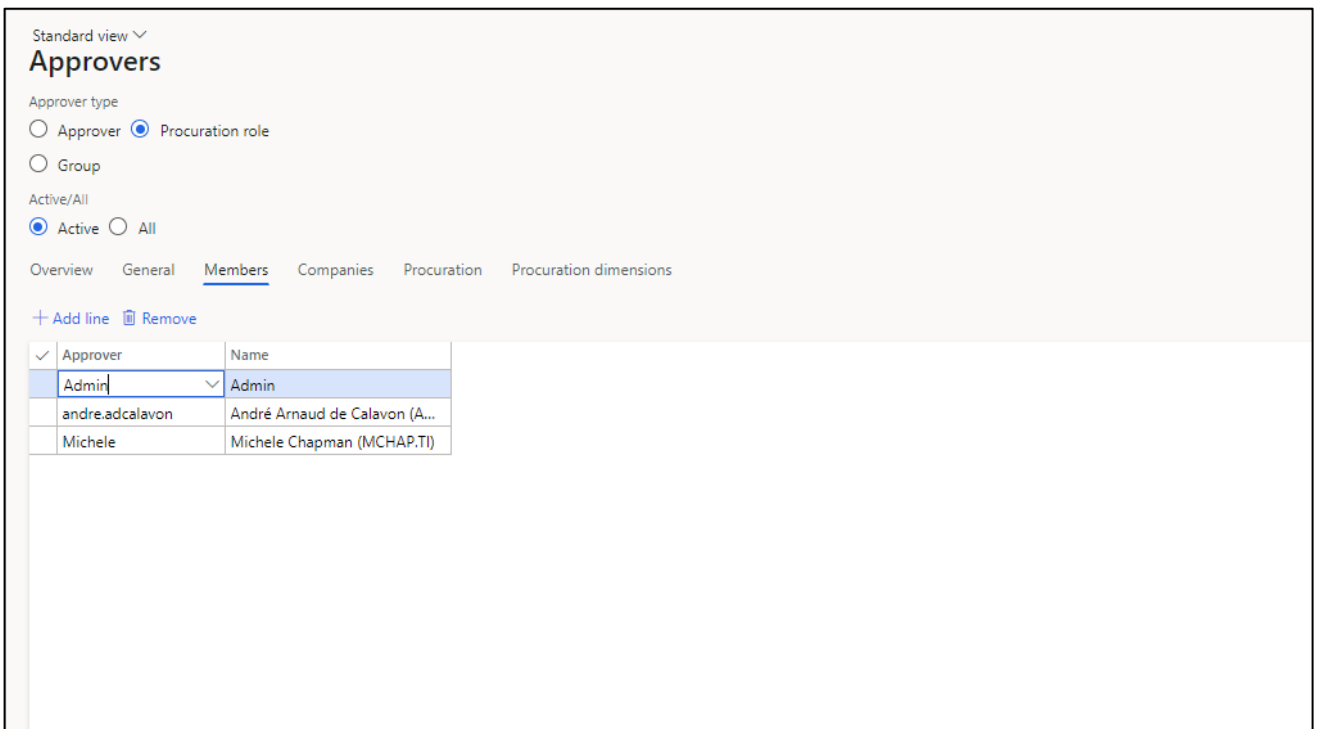 Standard view
Approvers
Approver type
Approver Procuration role
Group
Active/All
Active All
Overview General Members Companies Procuration Procuration dimensions
Add line Remove
Approver Name
Admin Admin
andre.adcalavon André Arnaud de Calavon (A...
Michele Michele Chapman (MCHAP.TI)